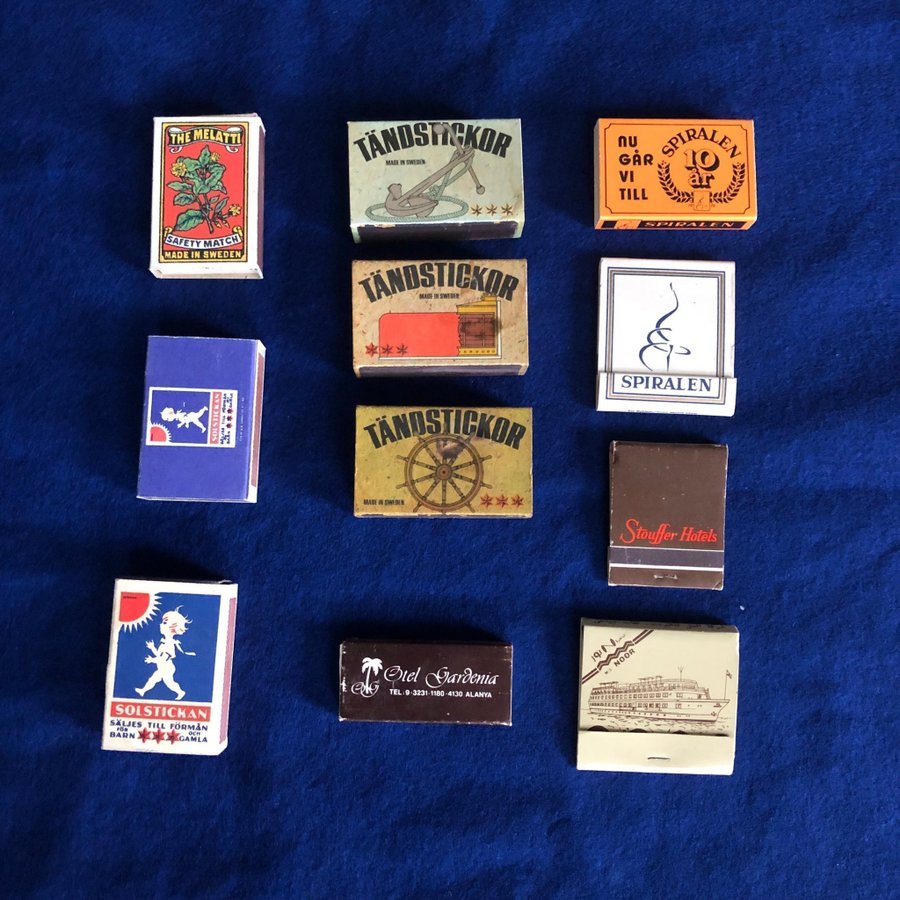 THE MELATTI
SAFETY MATCH
MADE IN SWEDEN
SOLSTICKAN
SOLSTICKAN
SÄLJES TILL FÖRMÅN
FÖR BARN OCH GAMLA
TÄNDSTICKOR
MADE IN SWEDEN
TÄNDSTICKOR
MADE IN SWEDEN
TÄNDSTICKOR
MADE IN SWEDEN
Otel Gardenia
TEL: 9-3231-1180-4130 ALANYA
NU
GÅR
VI
TILL
SPIRALEN
10
år
SPIRALEN
SPIRALEN
Stouffer Hotels
M/S NOOR